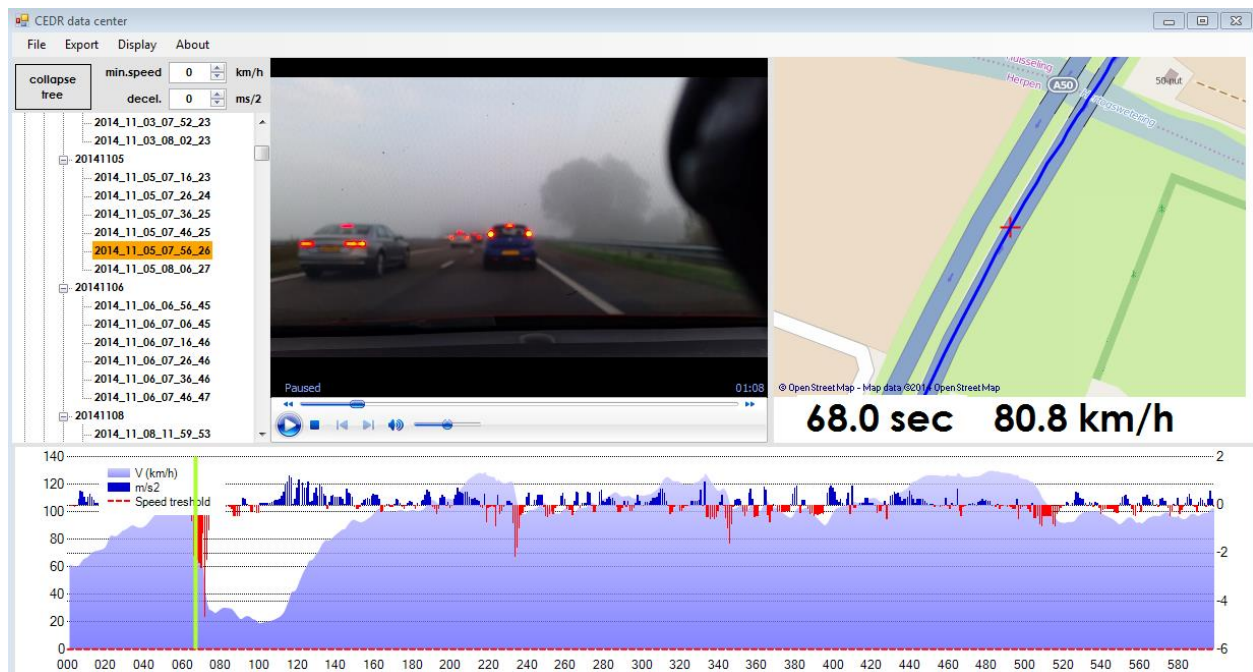 CEDR data center
File Export Display About
collapse tree
min.speed 0 km/h
decel. 0 ms/2
2014_11_03_07_52_23
2014_11_03_08_02_23
20141105
2014_11_05_07_16_23
2014_11_05_07_26_24
2014_11_05_07_36_25
2014_11_05_07_46_25
2014_11_05_07_56_26
2014_11_05_08_06_27
20141106
2014_11_06_06_56_45
2014_11_06_07_06_45
2014_11_06_07_16_46
2014_11_06_07_26_46
2014_11_06_07_36_46
2014_11_06_07_46_47
20141108
2014_11_08_11_59_53
Paused 01:08
Huisseling
Herpen
A50
© OpenStreetMap - Map data ©2014 OpenStreetMap
68.0 sec 80.8 km/h
V (km/h)
m/s2
Speed treshold
140
120
100
80
60
40
20
0
2
0
-2
-4
-6
000 020 040 060 080 100 120 140 160 180 200 220 240 260 280 300 320 340 360 380 400 420 440 460 480 500 520 540 560 580